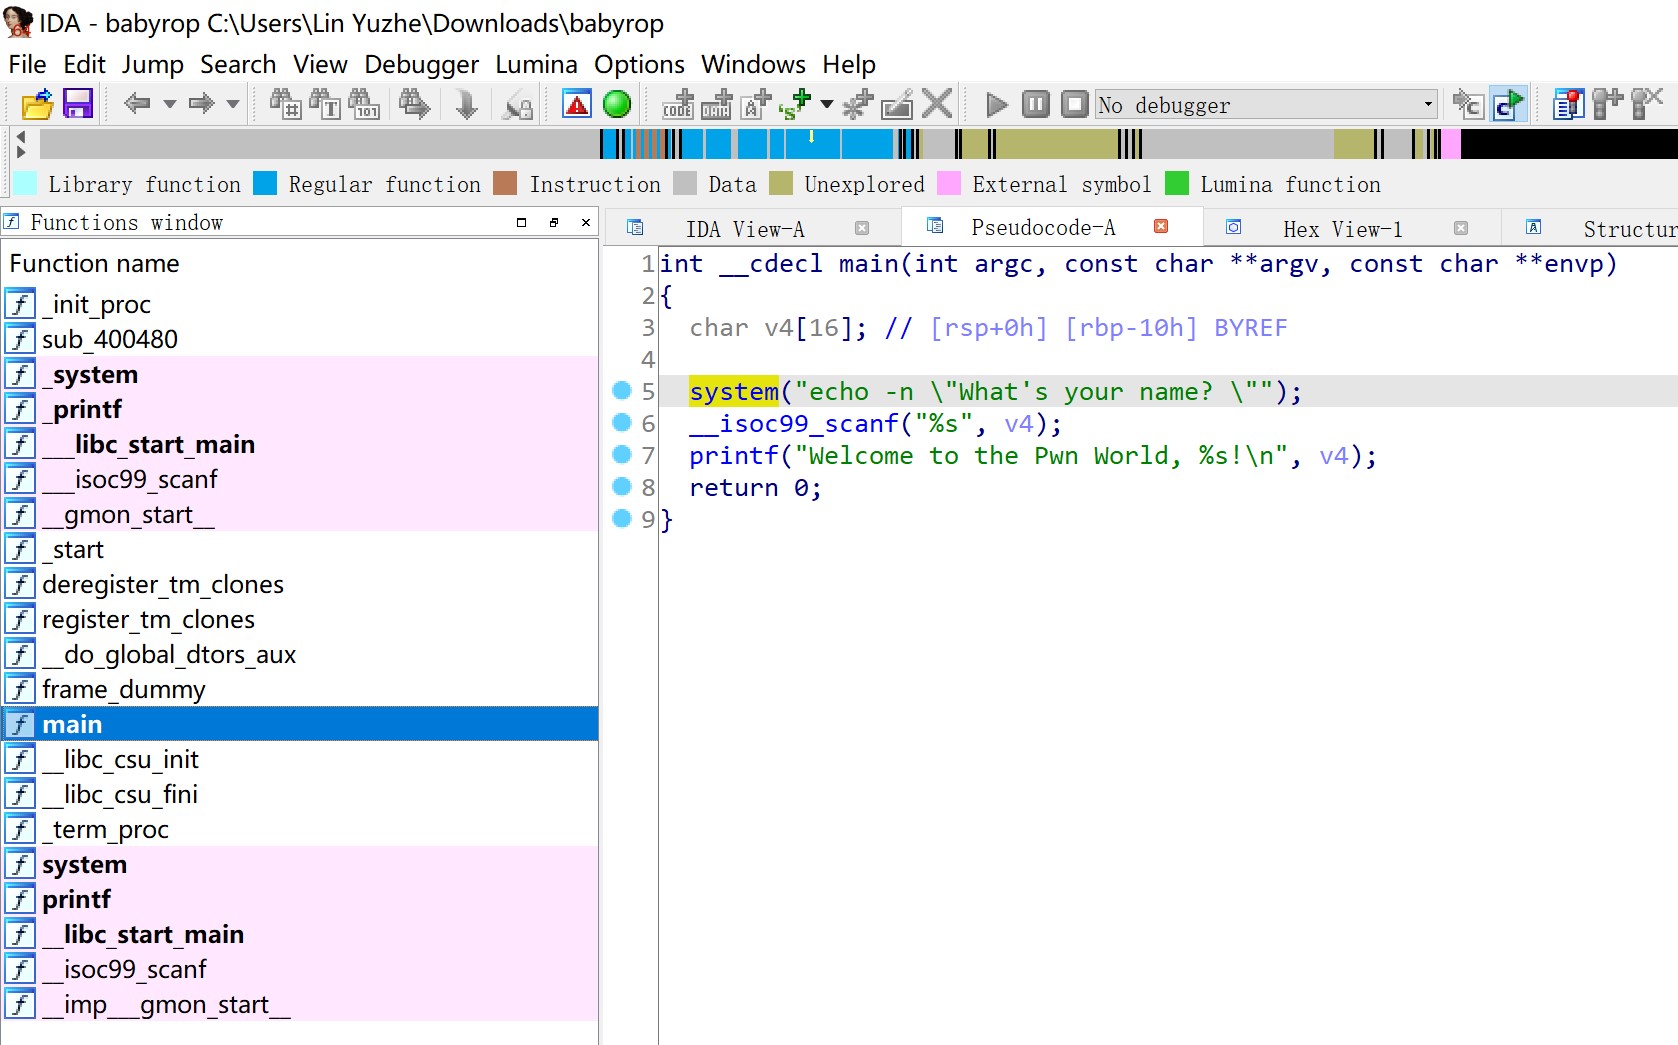 IDA - babyrop C:\Users\Lin Yuzhe\Downloads\babyrop
File Edit Jump Search View Debugger Lumina Options Windows Help
No debugger
Library function Regular function Instruction Data Unexplored External symbol Lumina function
Functions window
IDA View-A Pseudocode-A Hex View-1 Structur
Function name
_init_proc
sub_400480
_system
_printf
___libc_start_main
___isoc99_scanf
__gmon_start__
_start
deregister_tm_clones
register_tm_clones
__do_global_dtors_aux
frame_dummy
main
__libc_csu_init
__libc_csu_fini
_term_proc
system
printf
__libc_start_main
__isoc99_scanf
__imp___gmon_start__
1 int __cdecl main(int argc, const char **argv, const char **envp)
2 {
3 char v4[16]; // [rsp+0h] [rbp-10h] BYREF
4
5 system("echo -n \"What's your name? \"");
6 __isoc99_scanf("%s", v4);
7 printf("Welcome to the Pwn World, %s!\n", v4);
8 return 0;
9 }